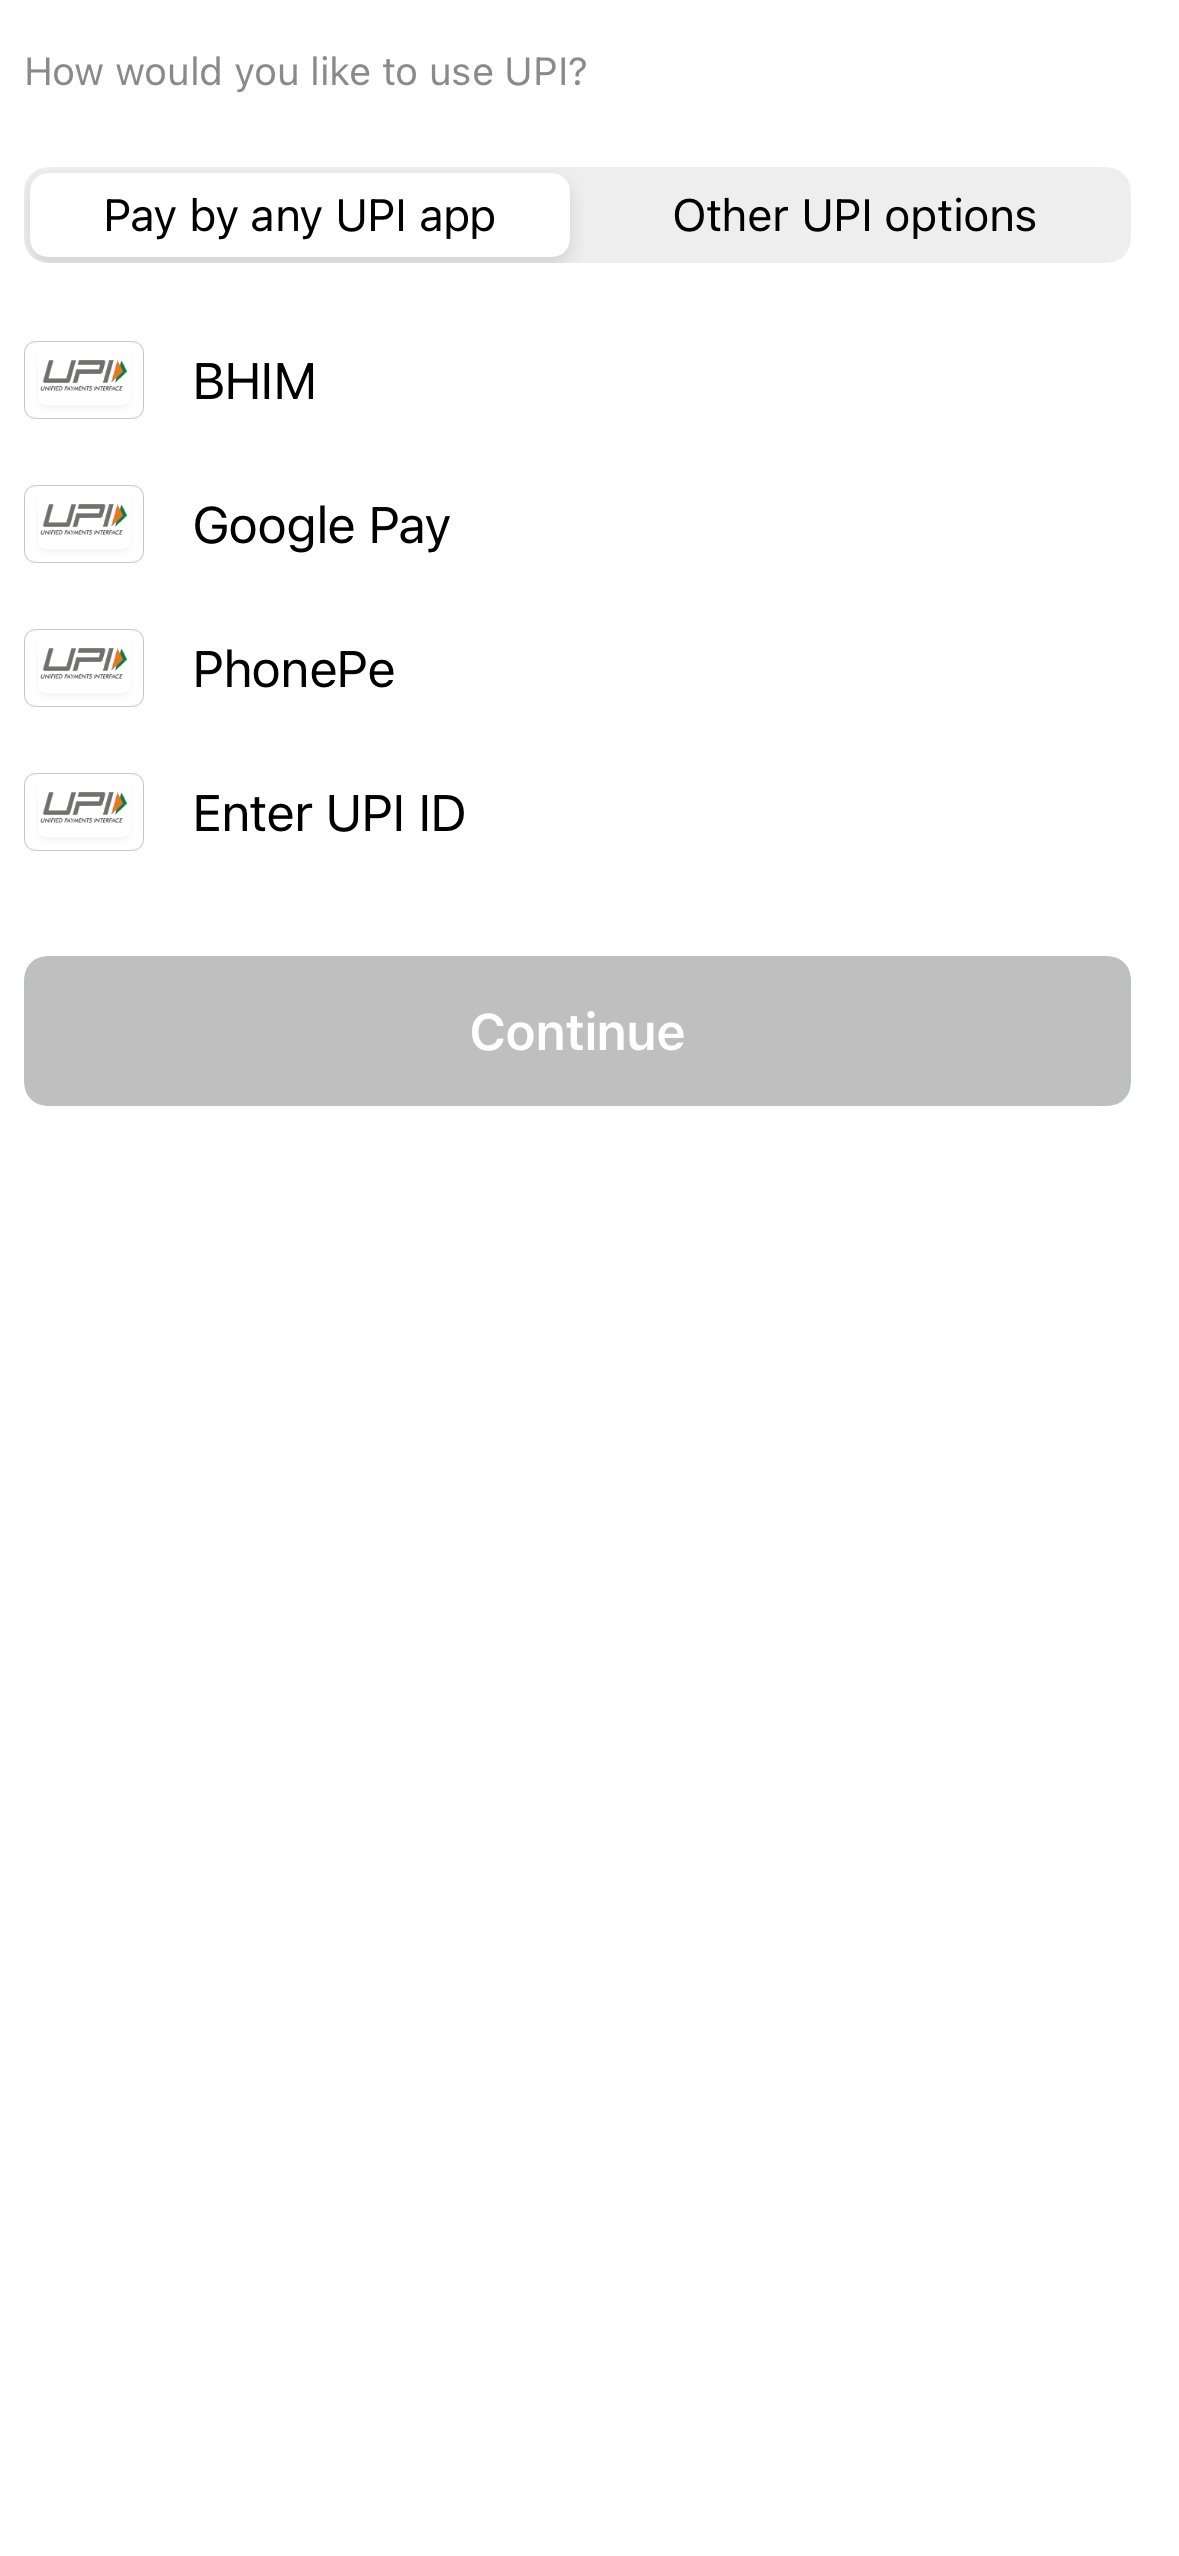 How would you like to use UPI?
Pay by any UPI app
Other UPI options
UPI
UNIFIED PAYMENTS INTERFACE
BHIM
UPI
UNIFIED PAYMENTS INTERFACE
Google Pay
UPI
UNIFIED PAYMENTS INTERFACE
PhonePe
UPI
UNIFIED PAYMENTS INTERFACE
Enter UPI ID
Continue